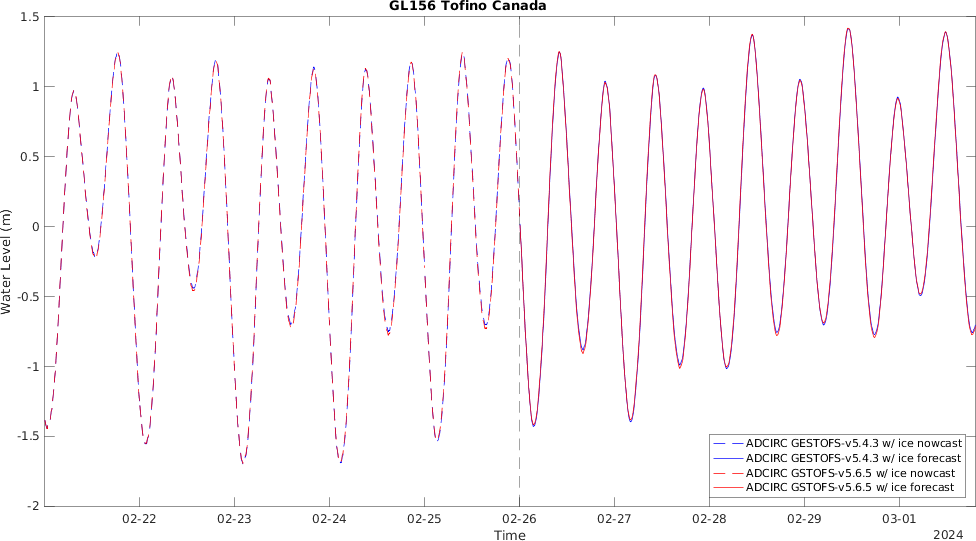 GL156 Tofino Canada
Water Level (m)
1.5
1
0.5
0
-0.5
-1
-1.5
-2
ADCIRC GESTOFS-v5.4.3 w/ ice nowcast
ADCIRC GESTOFS-v5.4.3 w/ ice forecast
ADCIRC GSTOFS-v5.6.5 w/ ice nowcast
ADCIRC GSTOFS-v5.6.5 w/ ice forecast
02-22 02-23 02-24 02-25 02-26 02-27 02-28 02-29 03-01
Time
2024